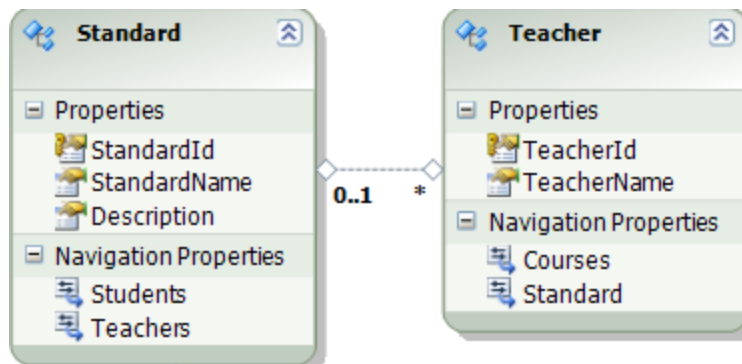 Standard
Properties
StandardId
StandardName
Description
Navigation Properties
Students
Teachers
0..1 *
Teacher
Properties
TeacherId
TeacherName
Navigation Properties
Courses
Standard